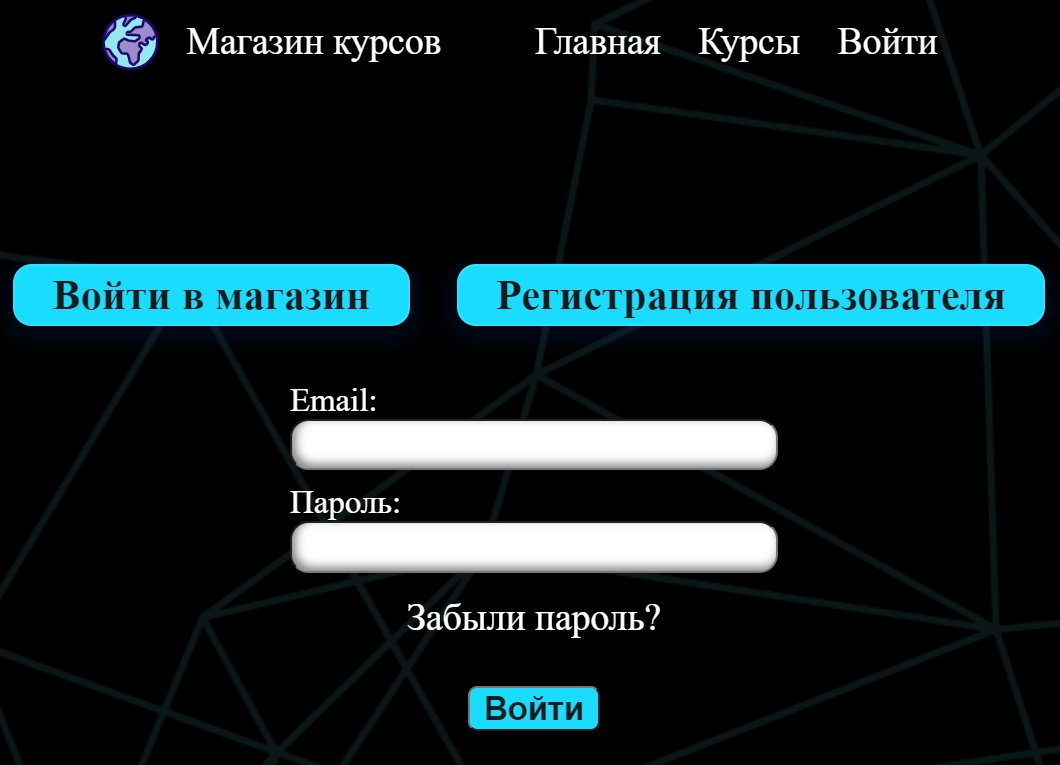 Магазин курсов Главная Курсы Войти
Войти в магазин Регистрация пользователя
Email:
Пароль:
Забыли пароль?
Войти